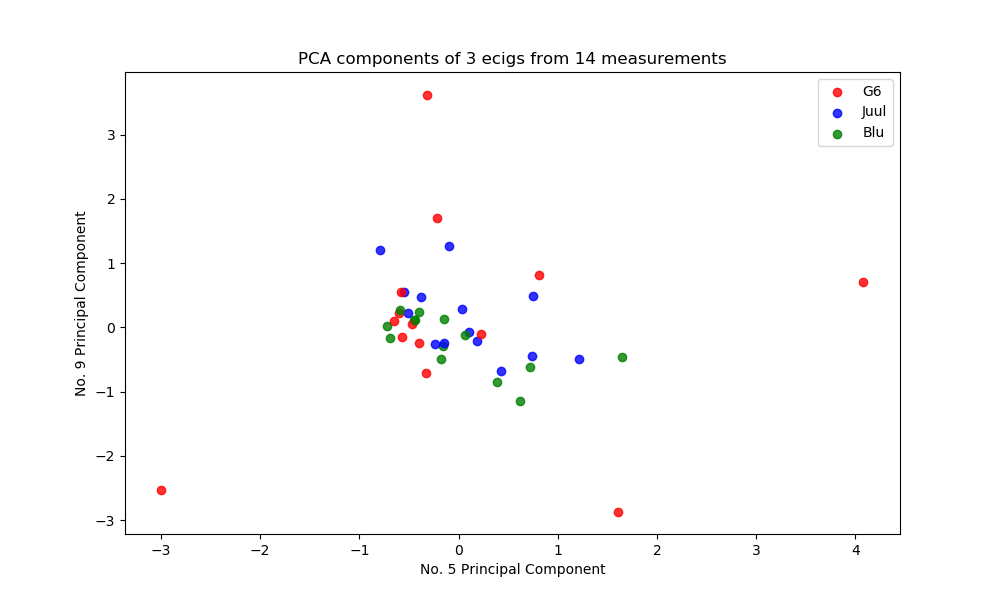 PCA components of 3 ecigs from 14 measurements
G6
Juul
Blu
3
2
1
0
−1
−2
−3
No. 9 Principal Component
−3 −2 −1 0 1 2 3 4
No. 5 Principal Component